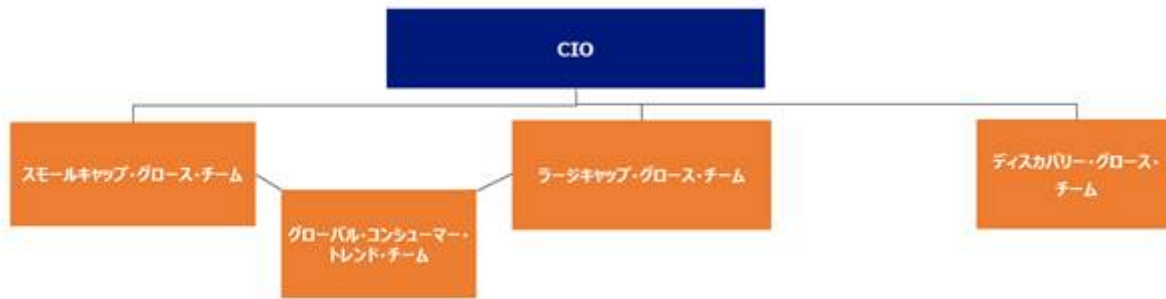 CIO
スモールキャップ・グロース・チーム
ラージキャップ・グロース・チーム
ディスカバリー・グロース・
チーム
グローバル・コンシューマー・
トレンド・チーム